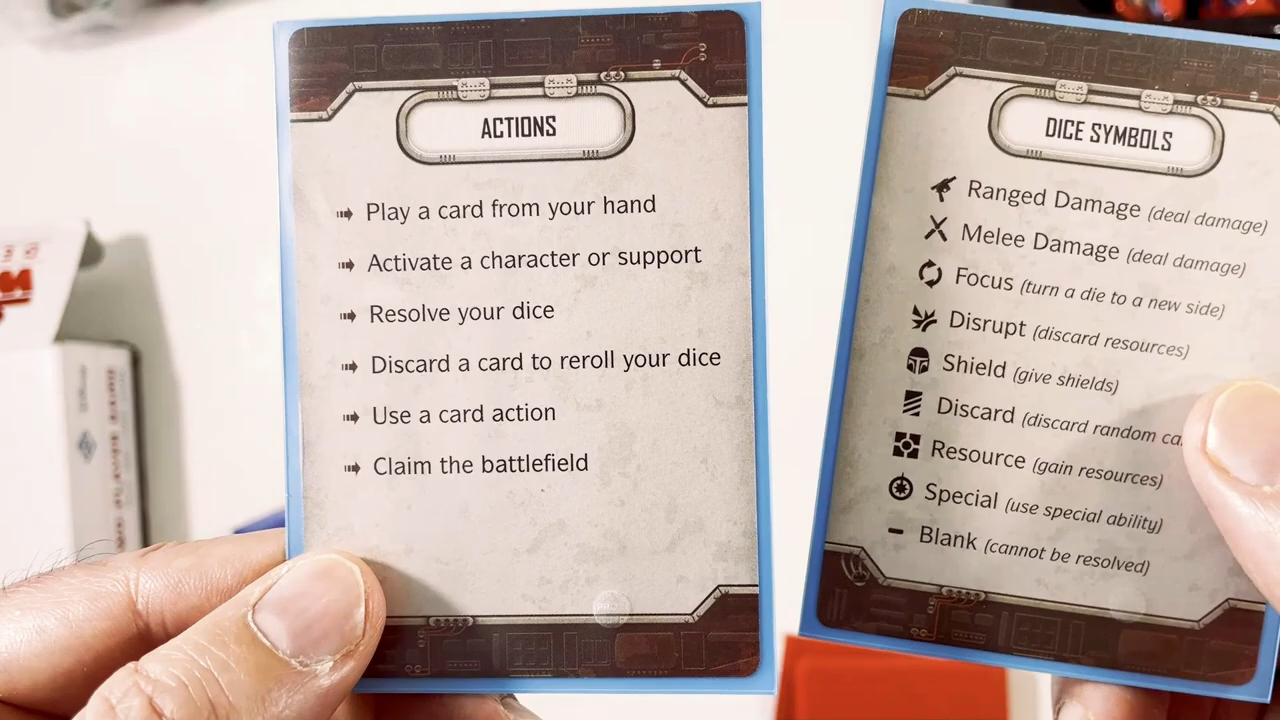 ACTIONS
Play a card from your hand
Activate a character or support
Resolve your dice
Discard a card to reroll your dice
Use a card action
Claim the battlefield
DICE SYMBOLS
Ranged Damage (deal damage)
Melee Damage (deal damage)
Focus (turn a die to a new side)
Disrupt (discard resources)
Shield (give shields)
Discard (discard random
Resource (gain resources)
Special (use special ability)
Blank (cannot be resolved)